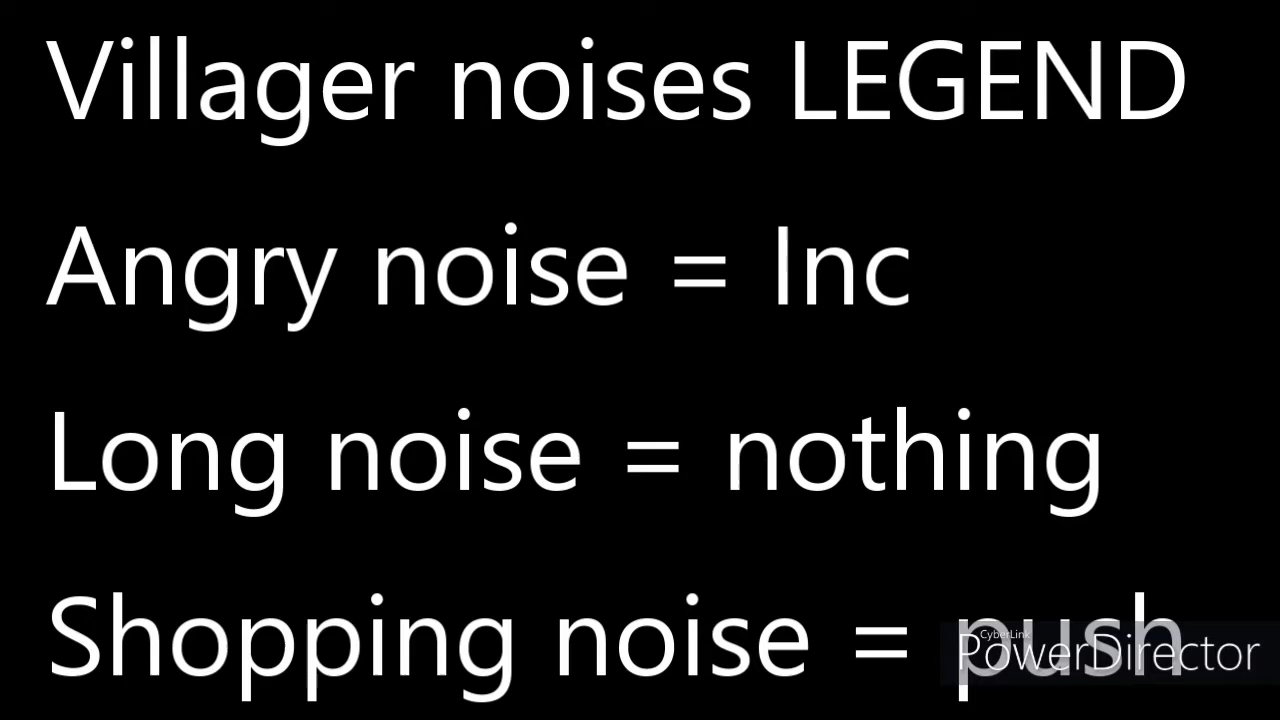 Villager noises LEGEND
Angry noise = Inc
Long noise = nothing
Shopping noise = push
CyberLink
PowerDirector